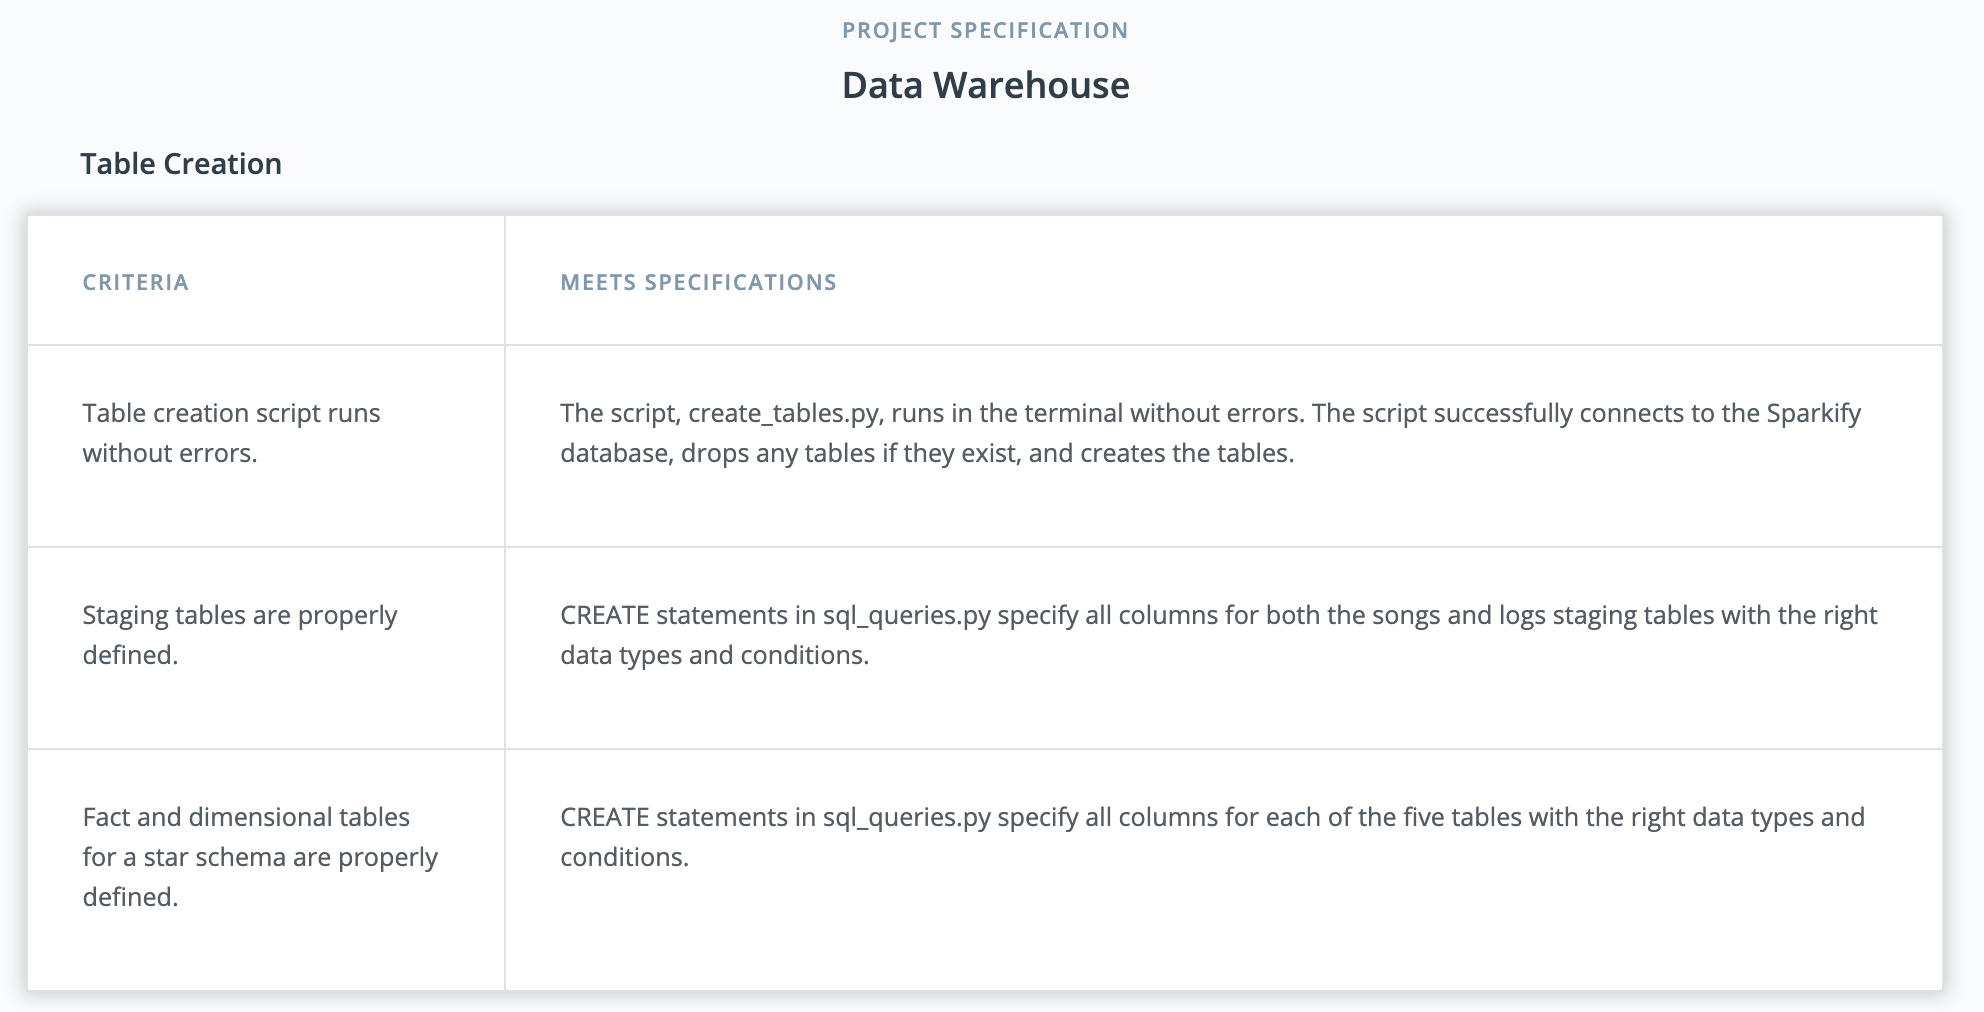 PROJECT SPECIFICATION
Data Warehouse
Table Creation
CRITERIA
MEETS SPECIFICATIONS
Table creation script runs
without errors.
The script, create_tables.py, runs in the terminal without errors. The script successfully connects to the Sparkify
database, drops any tables if they exist, and creates the tables.
Staging tables are properly
defined.
CREATE statements in sql_queries.py specify all columns for both the songs and logs staging tables with the right
data types and conditions.
Fact and dimensional tables
for a star schema are properly
defined.
CREATE statements in sql_queries.py specify all columns for each of the five tables with the right data types and
conditions.